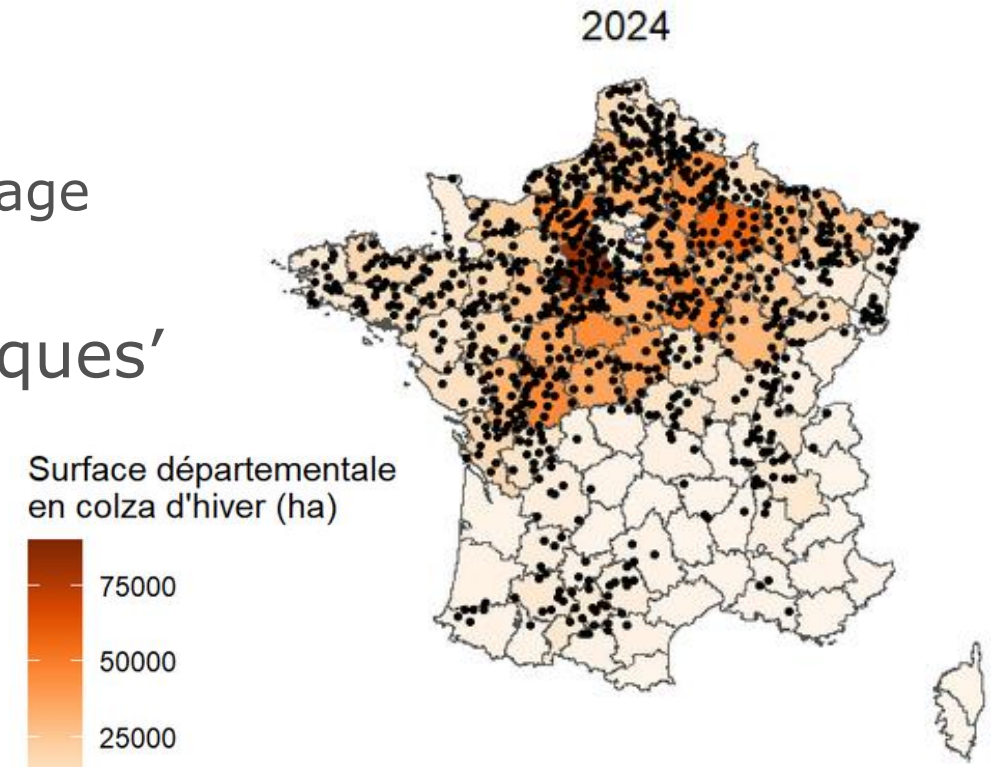 2024
age
ques’
Surface départementale
en colza d'hiver (ha)
75000
50000
25000